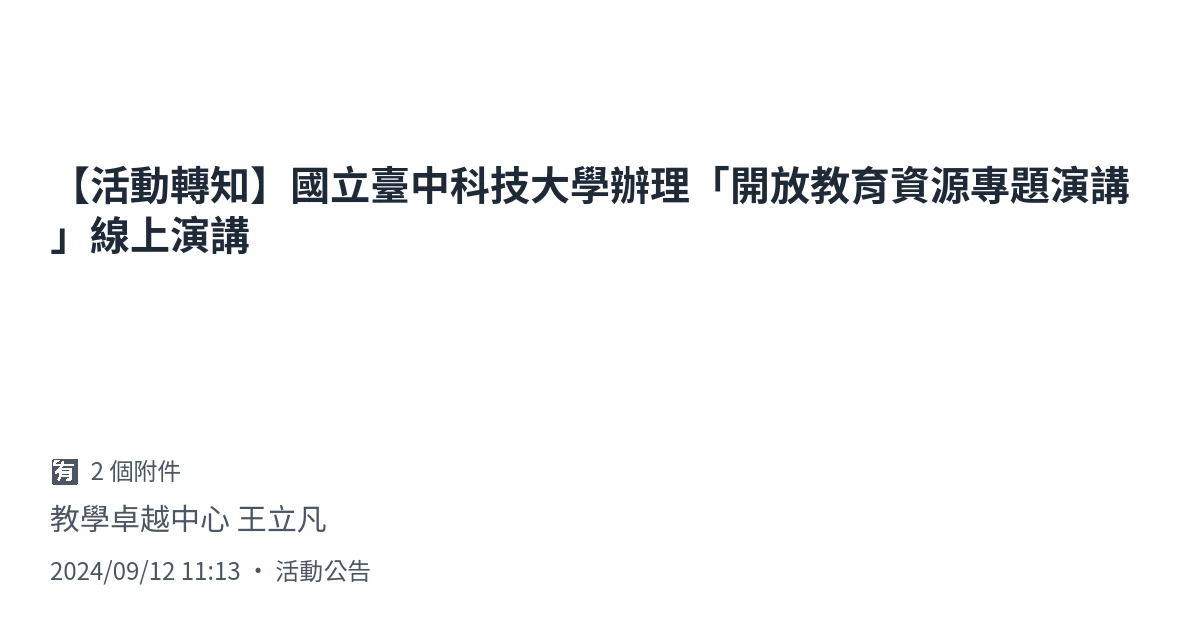 【活動轉知】國立臺中科技大學辦理「開放教育資源專題演講
」線上演講
🈶 2 個附件
教學卓越中心 王立凡
2024/09/12 11:13 • 活動公告